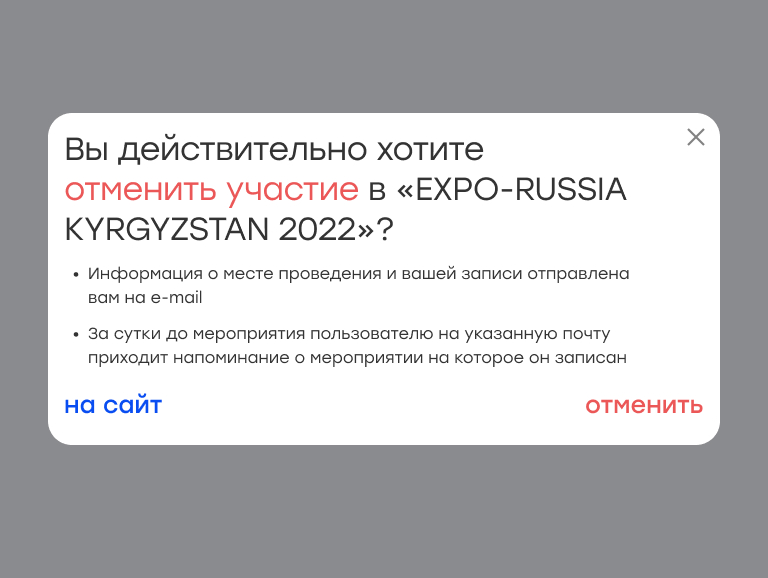 Вы действительно хотите
отменить участие в «EXPO-RUSSIA
KYRGYZSTAN 2022»?
• Информация о месте проведения и вашей записи отправлена
вам на e-mail
• За сутки до мероприятия пользователю на указанную почту
приходит напоминание о мероприятии на которое он записан
на сайт
отменить